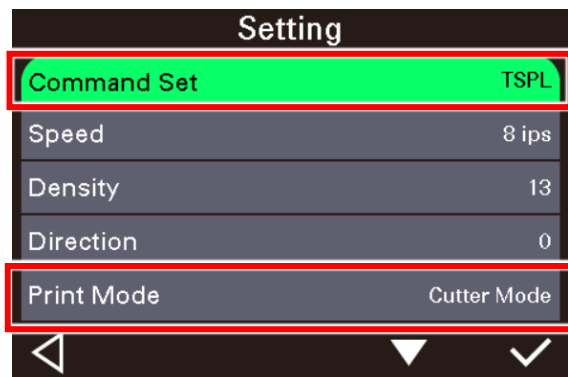 Setting
Command Set TSPL
Speed 8 ips
Density 13
Direction 0
Print Mode Cutter Mode